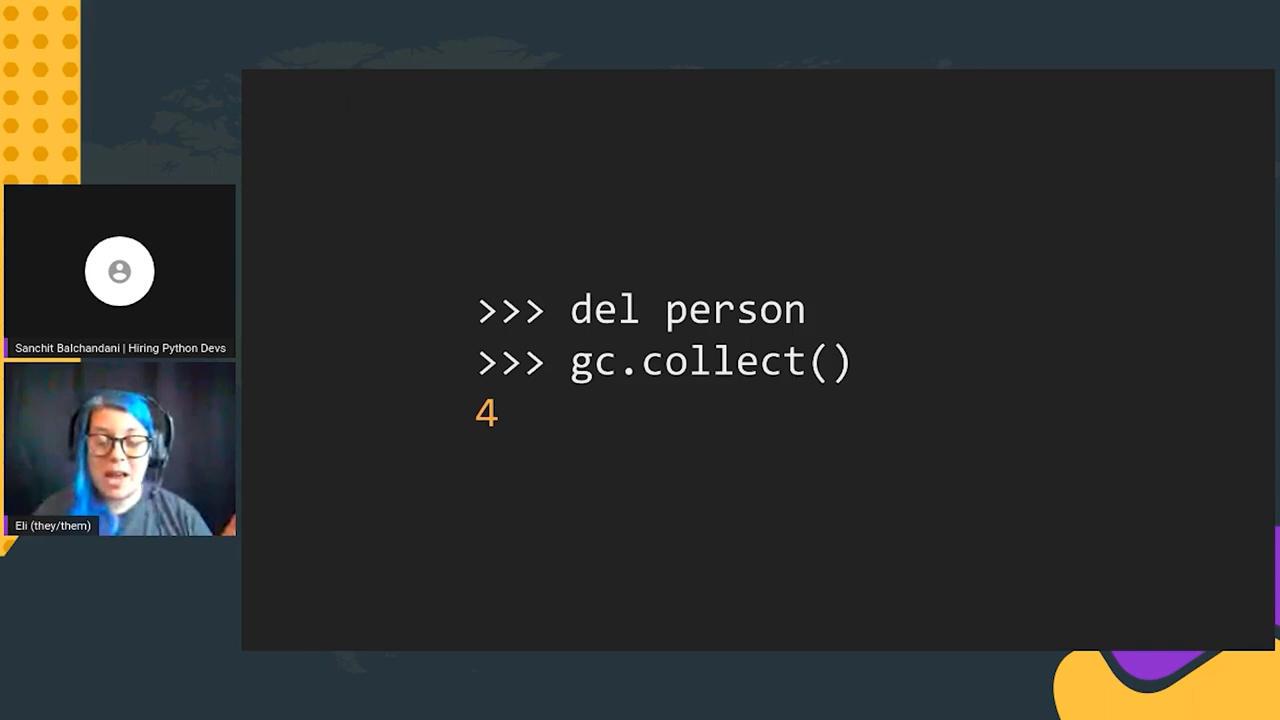 Sanchit Balchandani | Hiring Python Devs
Eli (they/them)
>>> del person
>>> gc.collect()
4